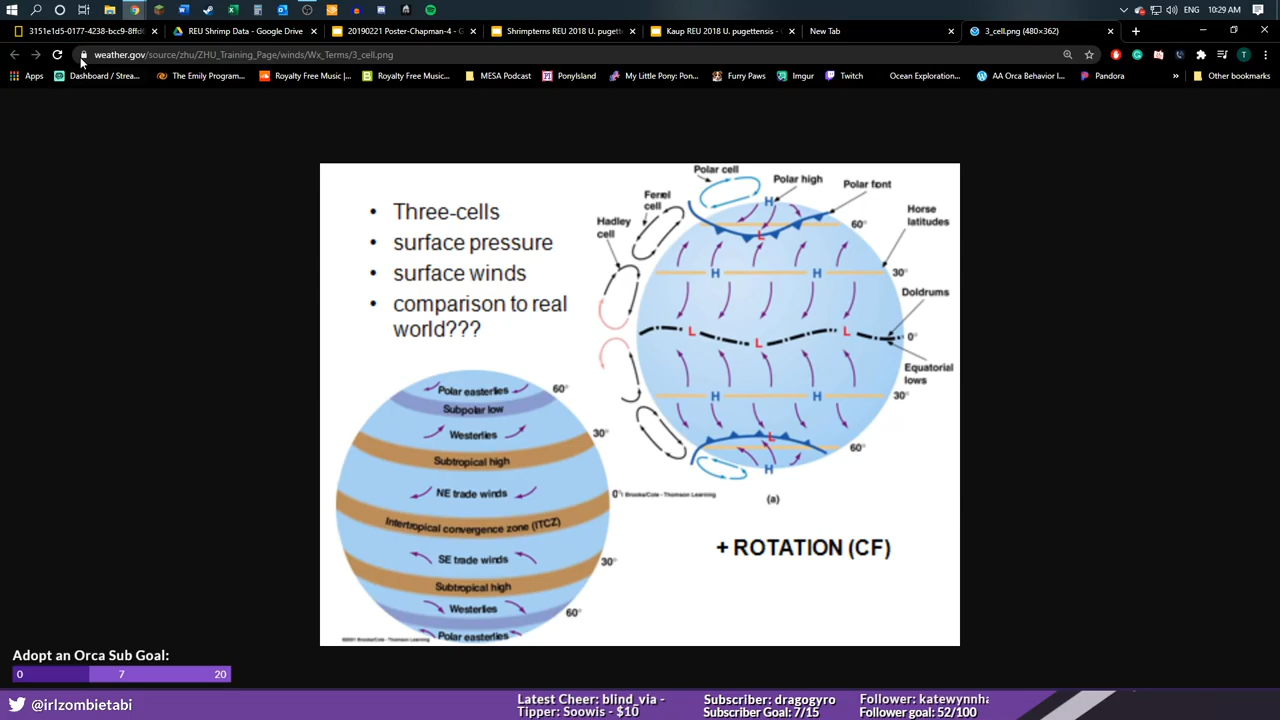 ENG
10:29 AM
3151e1d5-0177-4238-bcc9-8ffd
REU Shrimp Data - Google Drive
20190221 Poster-Chapman-4 - G
Shrimpterns REU 2018 U. puget
Kaup REU 2018 U. pugettensis - G
New Tab
3_cell.png (480×362)
weather.gov/source/zhu/ZHU_Training_Page/winds/Wx_Terms/3_cell.png
T
Apps
Dashboard / Strea...
The Emily Program...
Royalty Free Music |...
Royalty Free Music...
MESA Podcast
PonyIsland
My Little Pony: Pon...
Furry Paws
Imgur
Twitch
Ocean Exploration...
AA Orca Behavior I...
Pandora
Other bookmarks
• Three-cells
• surface pressure
• surface winds
• comparison to real
world???
Polar cell
Polar high
Polar font
Ferrel
cell
Hadley
cell
Horse
latitudes
H
60°
L
H
H
30°
Doldrums
L
L
L
0°
Equatorial
lows
H
H
30°
L
60°
H
Brooks/Cole - Thomson Learning
(a)
+ ROTATION (CF)
Polar easterlies
60°
Subpolar low
Westerlies
30°
Subtropical high
NE trade winds
0°
Intertropical convergence zone (ITCZ)
SE trade winds
30°
Subtropical high
Westerlies
60°
Polar easterlies
©2001 Brooks/Cole - Thomson Learning
Adopt an Orca Sub Goal:
0 7 20
@irlzombietabi
Latest Cheer: blind_via -
Tipper: Soowis - $10
Subscriber: dragogyro
Subscriber Goal: 7/15
Follower: katewynnha
Follower goal: 52/100